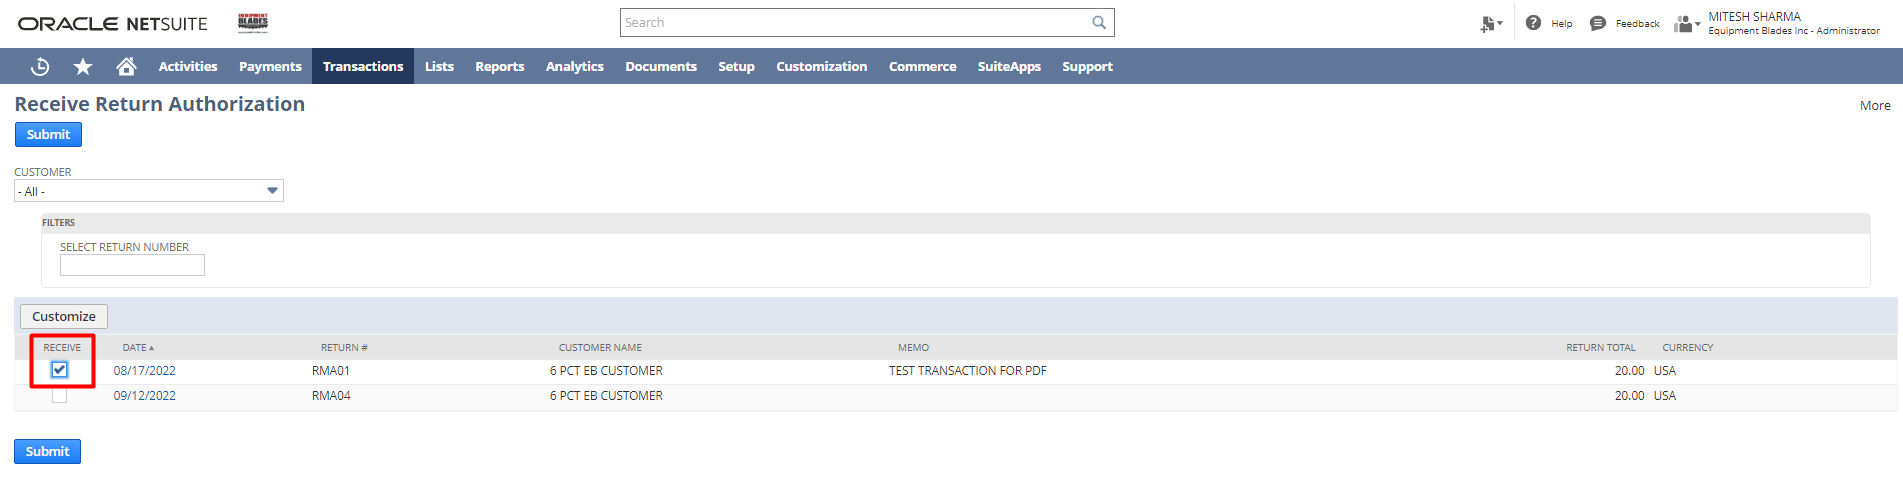 ORACLE NETSUITE
EQUIPMENT
BLADES
Search
Help
Feedback
MITESH SHARMA
Equipment Blades Inc - Administrator
Activities Payments Transactions Lists Reports Analytics Documents Setup Customization Commerce SuiteApps Support
Receive Return Authorization
More
Submit
CUSTOMER
- All -
FILTERS
SELECT RETURN NUMBER
Customize
RECEIVE DATE RETURN # CUSTOMER NAME MEMO RETURN TOTAL CURRENCY
08/17/2022 RMA01 6 PCT EB CUSTOMER TEST TRANSACTION FOR PDF 20.00 USA
09/12/2022 RMA04 6 PCT EB CUSTOMER 20.00 USA
Submit